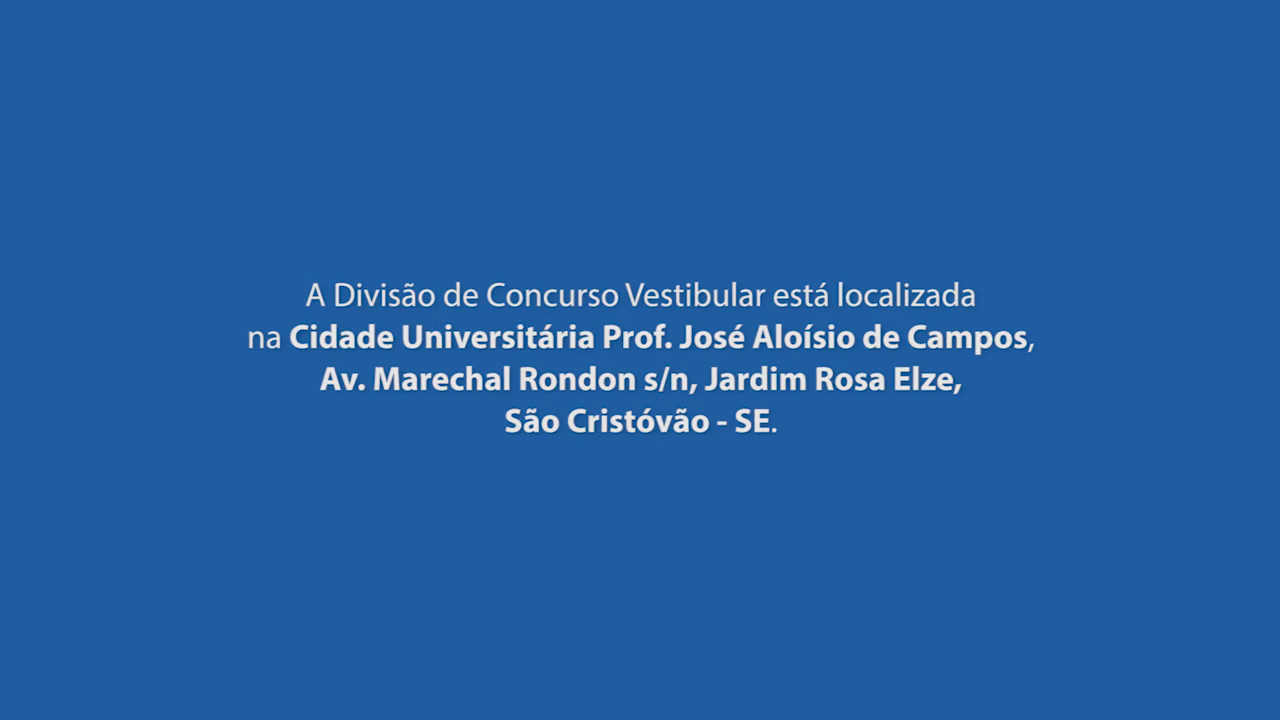 A Divisão de Concurso Vestibular está localizada
na Cidade Universitária Prof. José Aloísio de Campos,
Av. Marechal Rondon s/n, Jardim Rosa Elze,
São Cristóvão - SE.